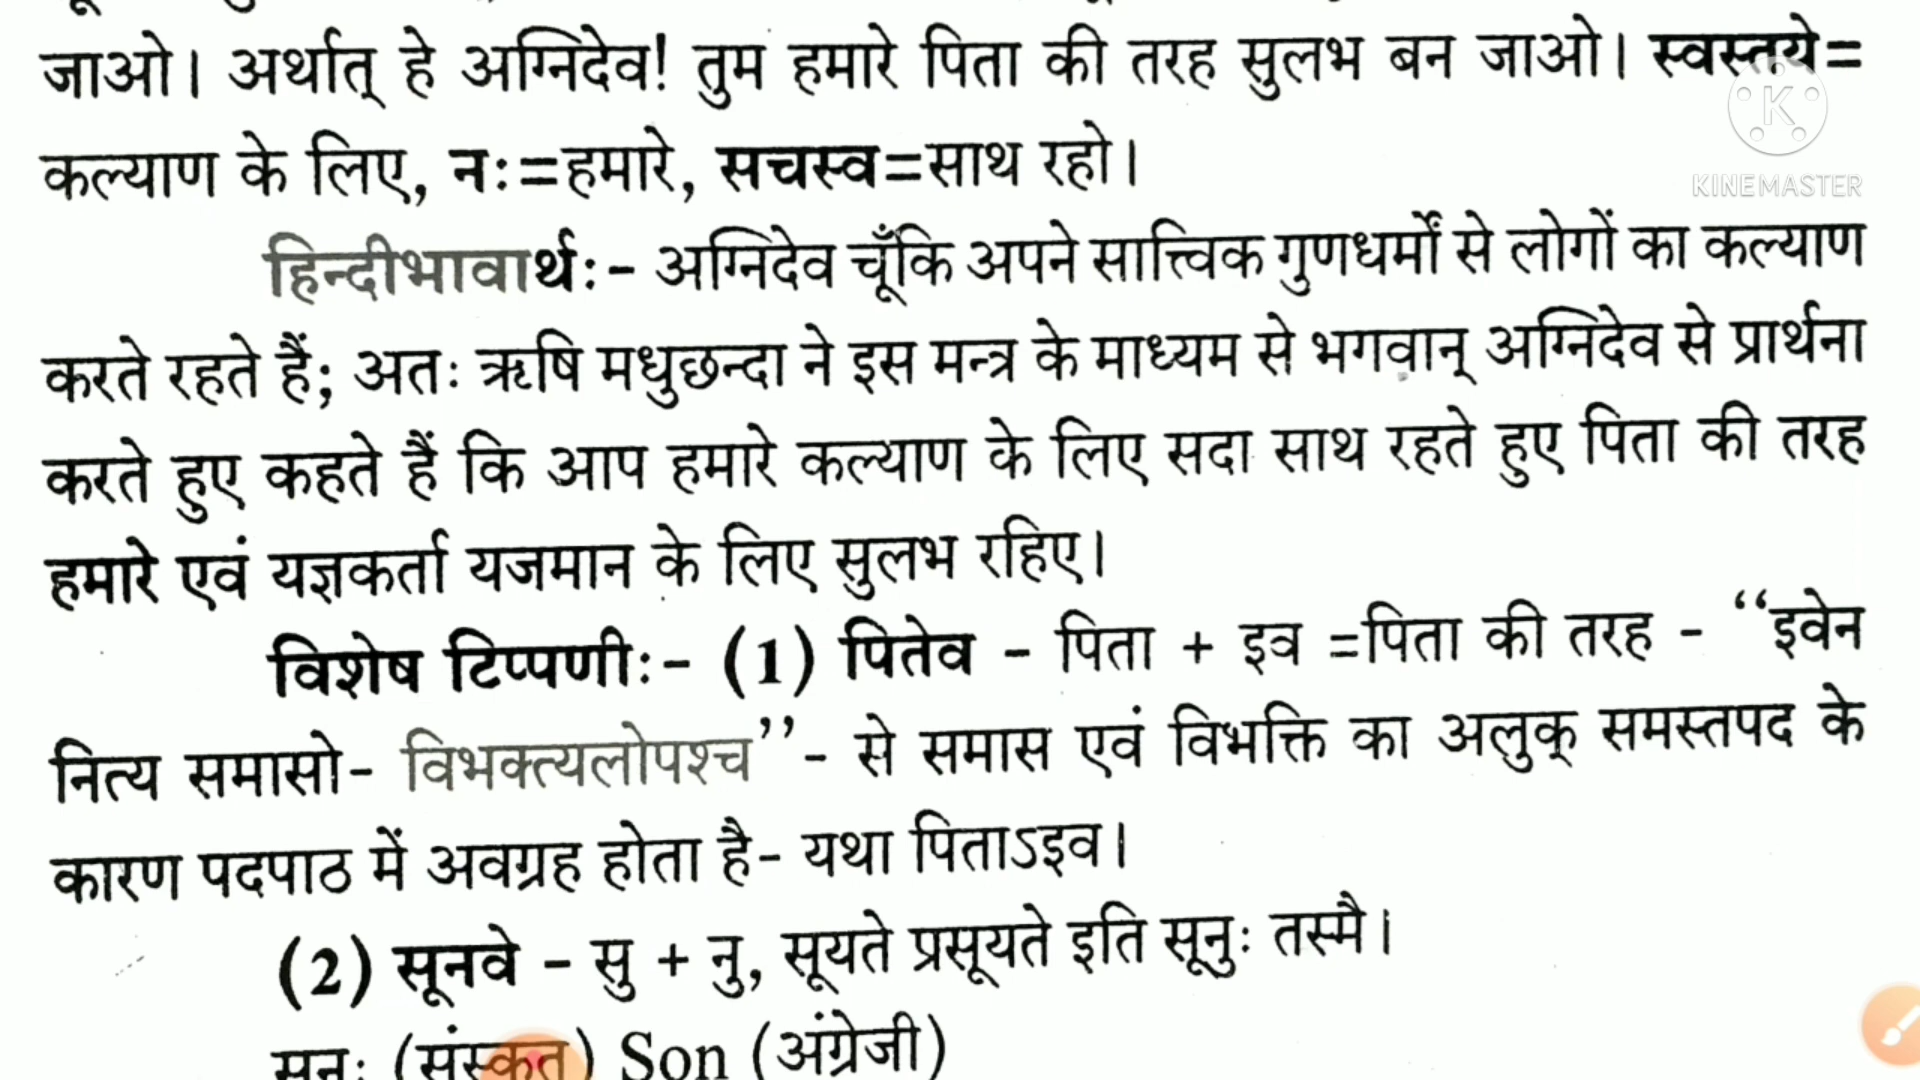 जाओ। अर्थात् हे अग्निदेव! तुम हमारे पिता की तरह सुलभ बन जाओ। स्वस्तये=
कल्याण के लिए, नः=हमारे, सचस्व=साथ रहो।
KINEMASTER
हिन्दीभावार्थः- अग्निदेव चूँकि अपने सात्त्विक गुणधर्मों से लोगों का कल्याण
करते रहते हैं; अतः ऋषि मधुछन्दा ने इस मन्त्र के माध्यम से भगवान् अग्निदेव से प्रार्थना
करते हुए कहते हैं कि आप हमारे कल्याण के लिए सदा साथ रहते हुए पिता की तरह
हमारे एवं यज्ञकर्ता यजमान के लिए सुलभ रहिए।
विशेष टिप्पणीः- (1) पितेव - पिता + इव =पिता की तरह - “इवेन
नित्य समासो- विभक्त्यलोपश्च”- से समास एवं विभक्ति का अलुक् समस्तपद के
कारण पदपाठ में अवग्रह होता है- यथा पिताऽइव।
(2) सूनवे - सु + नु, सूयते प्रसूयते इति सूनुः तस्मै।
(संस्कृत) Son (अंग्रेजी)